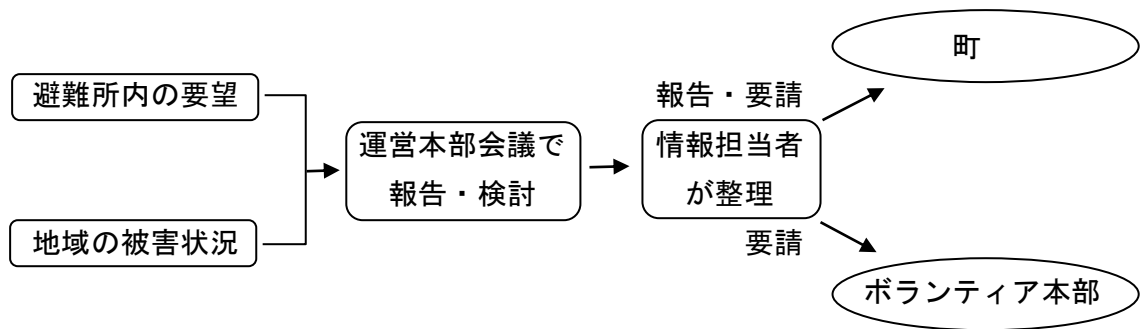 避難所内の要望
地域の被害状況
運営本部会議で
報告・検討
報告・要請
情報担当者
が整理
要請
町
ボランティア本部